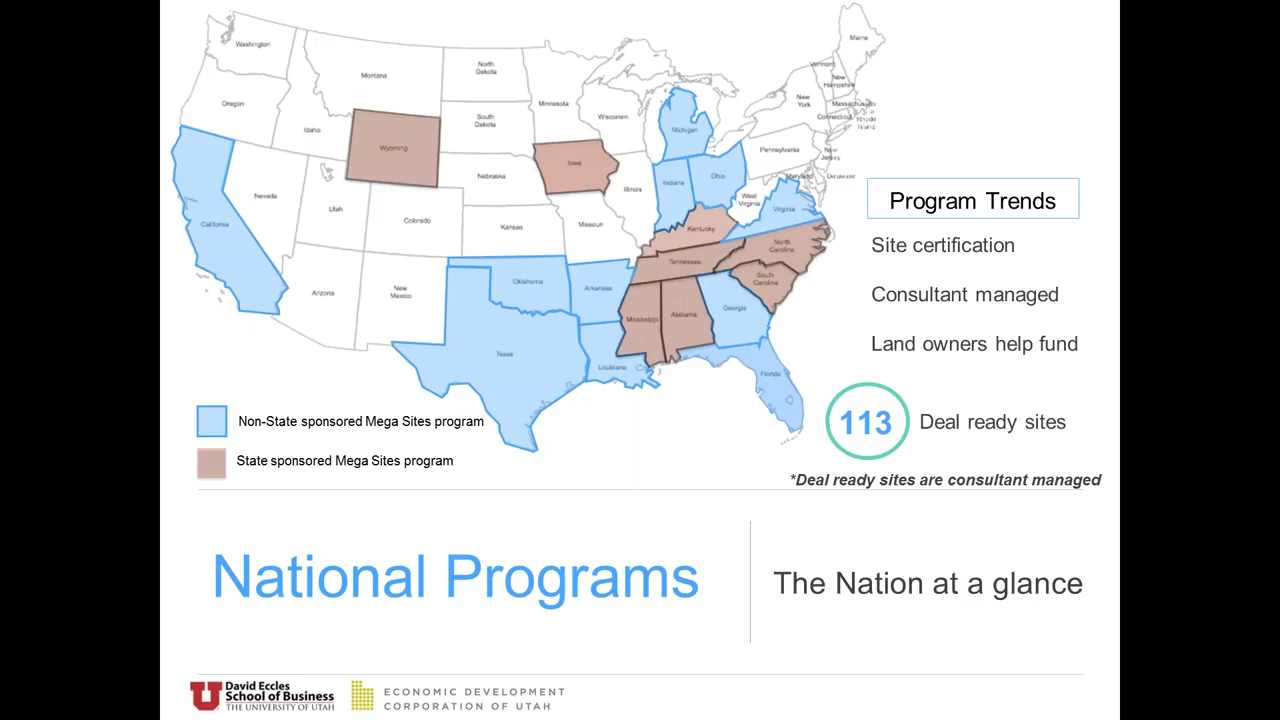 Washington
Montana
North
Dakota
Minnesota
Maine
Vermont
New
Hampshire
Oregon
Idaho
Wyoming
South
Dakota
Wisconsin
Michigan
New
York
Massachusetts
Connecticut
Rhode
Island
Nebraska
Iowa
Illinois
Indiana
Ohio
Pennsylvania
New
Jersey
Maryland
Delaware
California
Nevada
Utah
Colorado
Kansas
Missouri
Kentucky
West
Virginia
Virginia
Arizona
New
Mexico
Oklahoma
Arkansas
Tennessee
North
Carolina
South
Carolina
Texas
Louisiana
Mississippi
Alabama
Georgia
Florida
Program Trends
Site certification
Consultant managed
Land owners help fund
113 Deal ready sites
*Deal ready sites are consultant managed
Non-State sponsored Mega Sites program
State sponsored Mega Sites program
National Programs
The Nation at a glance
U
David Eccles
School of Business
THE UNIVERSITY OF UTAH
ECONOMIC DEVELOPMENT
CORPORATION OF UTAH